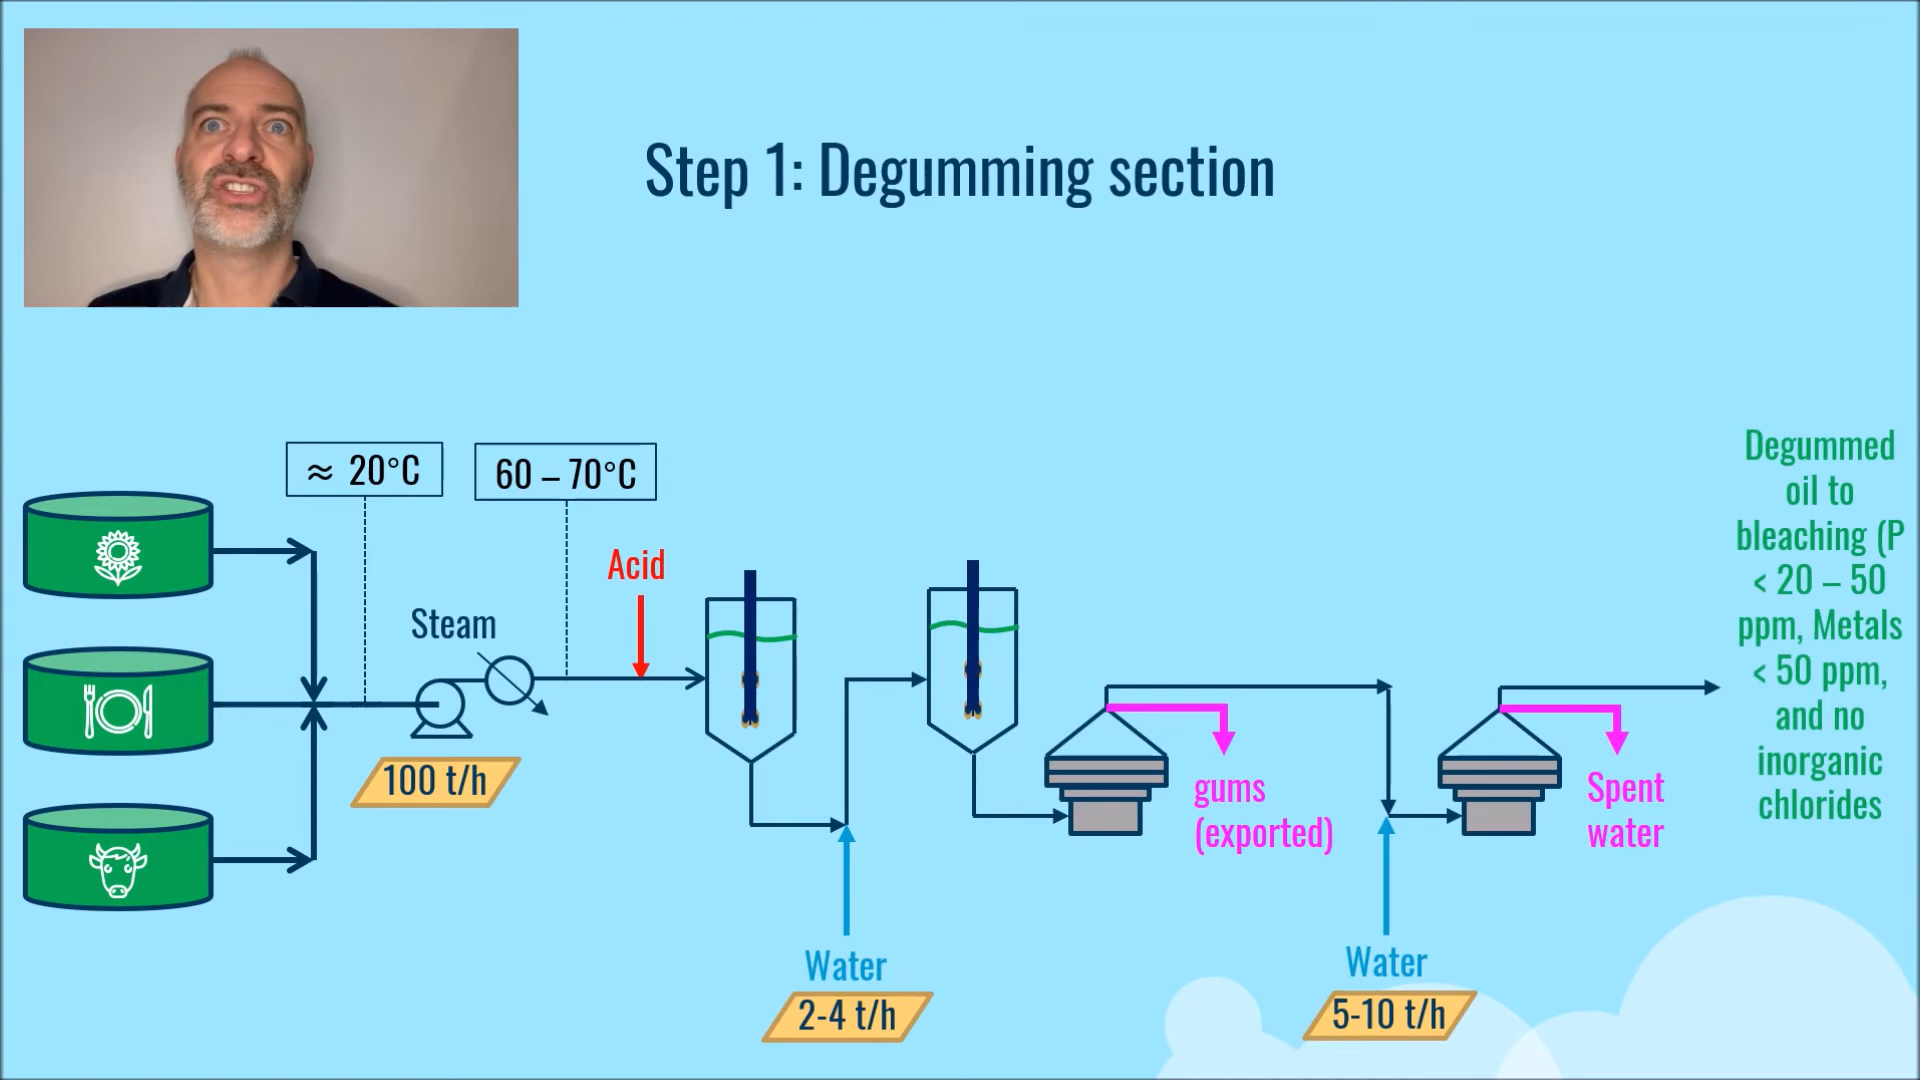 Step 1: Degumming section
≈ 20°C
60 – 70°C
Acid
Steam
100 t/h
Water
2-4 t/h
gums
(exported)
Water
5-10 t/h
Spent
water
Degummed
oil to
bleaching (P
< 20 – 50
ppm, Metals
< 50 ppm,
and no
inorganic
chlorides